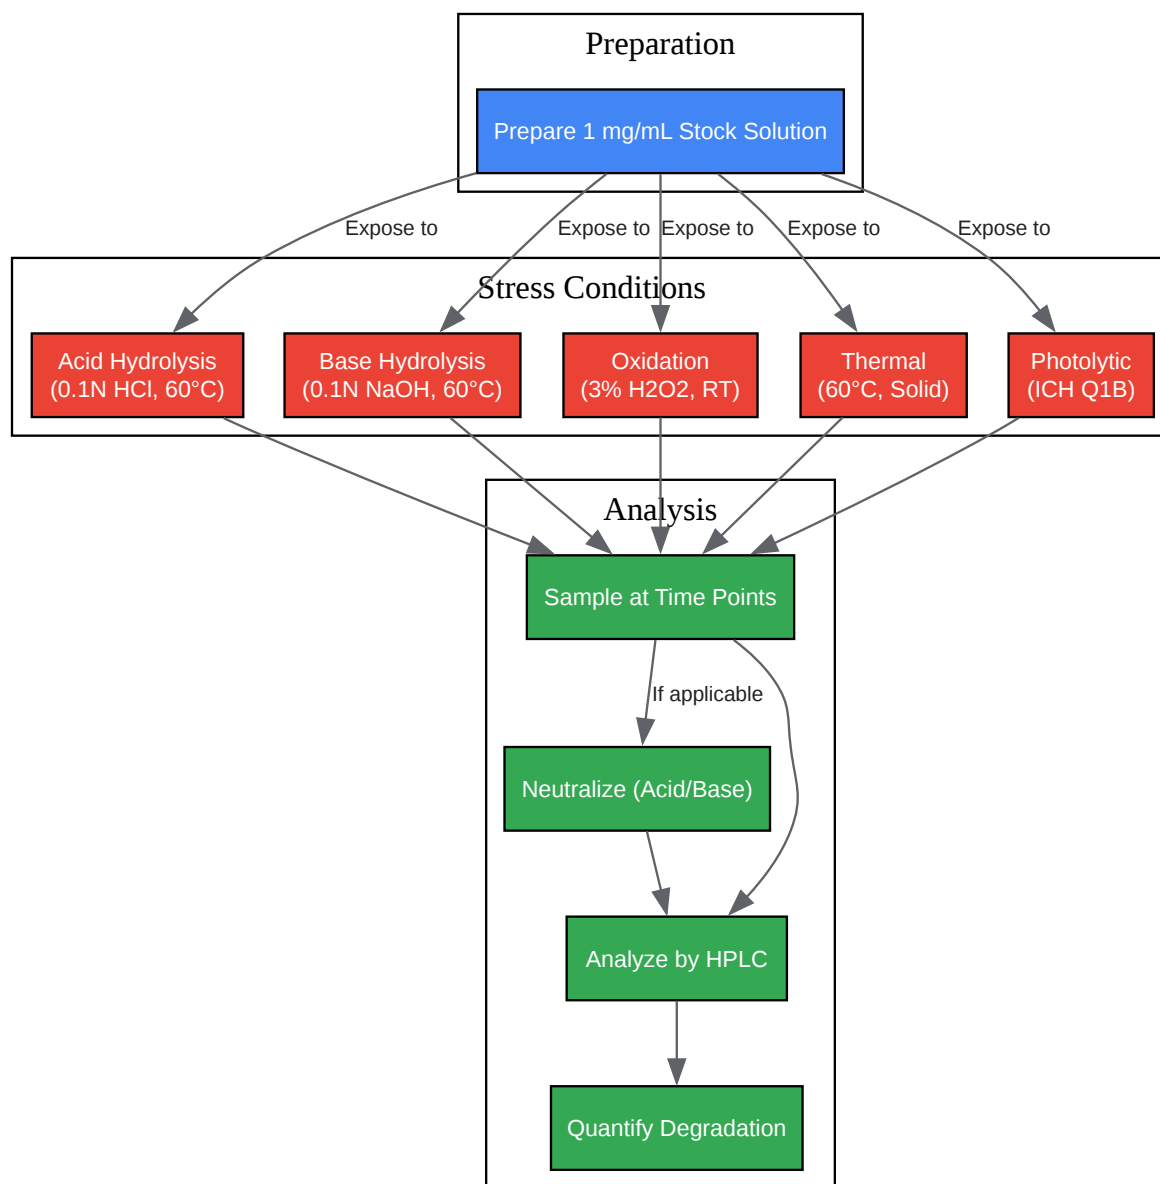 Preparation
Prepare 1 mg/mL Stock Solution
Expose to
Expose to
Expose to
Expose to
Expose to
Stress Conditions
Acid Hydrolysis
(0.1N HCl, 60°C)
Base Hydrolysis
(0.1N NaOH, 60°C)
Oxidation
(3% H2O2, RT)
Thermal
(60°C, Solid)
Photolytic
(ICH Q1B)
Analysis
Sample at Time Points
If applicable
Neutralize (Acid/Base)
Analyze by HPLC
Quantify Degradation